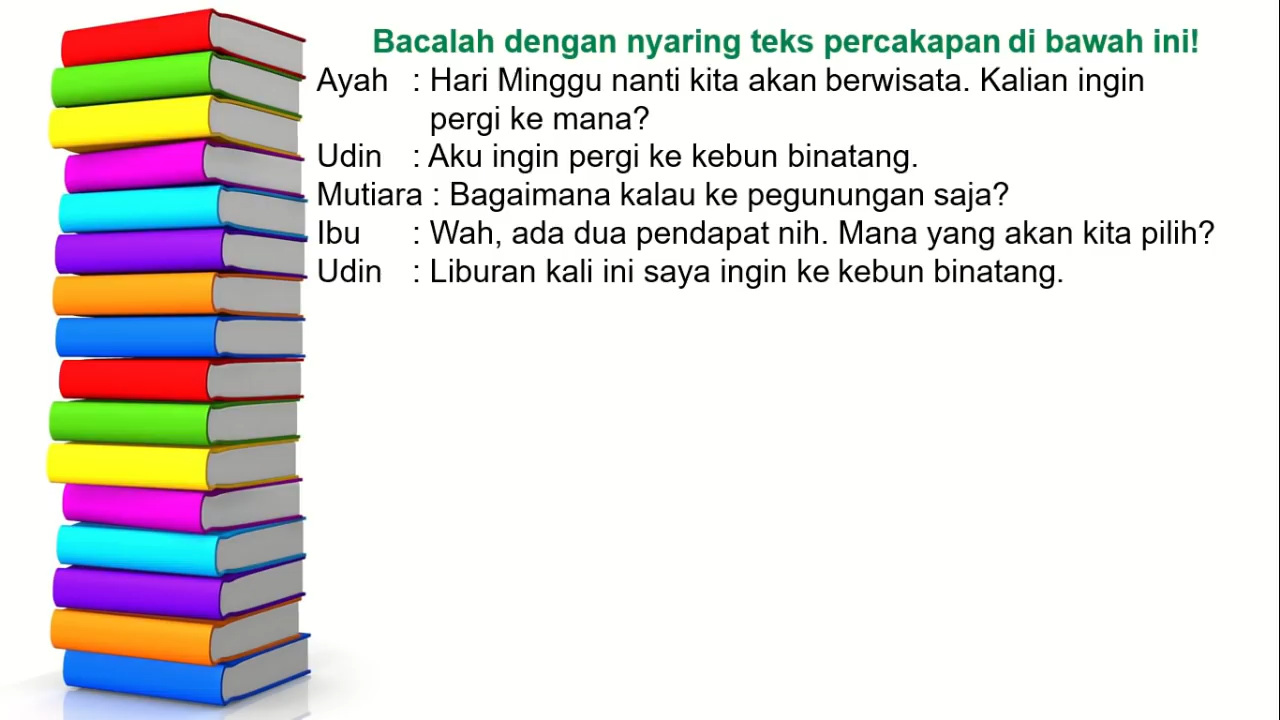 Bacalah dengan nyaring teks percakapan di bawah ini!
Ayah : Hari Minggu nanti kita akan berwisata. Kalian ingin
pergi ke mana?
Udin : Aku ingin pergi ke kebun binatang.
Mutiara : Bagaimana kalau ke pegunungan saja?
Ibu : Wah, ada dua pendapat nih. Mana yang akan kita pilih?
Udin : Liburan kali ini saya ingin ke kebun binatang.